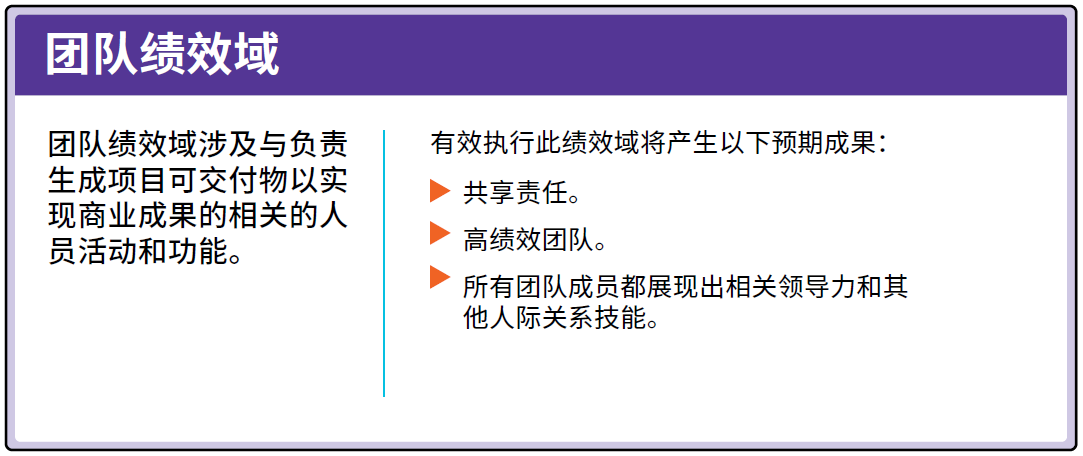 团队绩效域
团队绩效域涉及与负责
生成项目可交付物以实
现商业成果的相关的人
员活动和功能。
有效执行此绩效域将产生以下预期成果：
共享责任。
高绩效团队。
所有团队成员都展现出相关领导力和其
他人际关系技能。